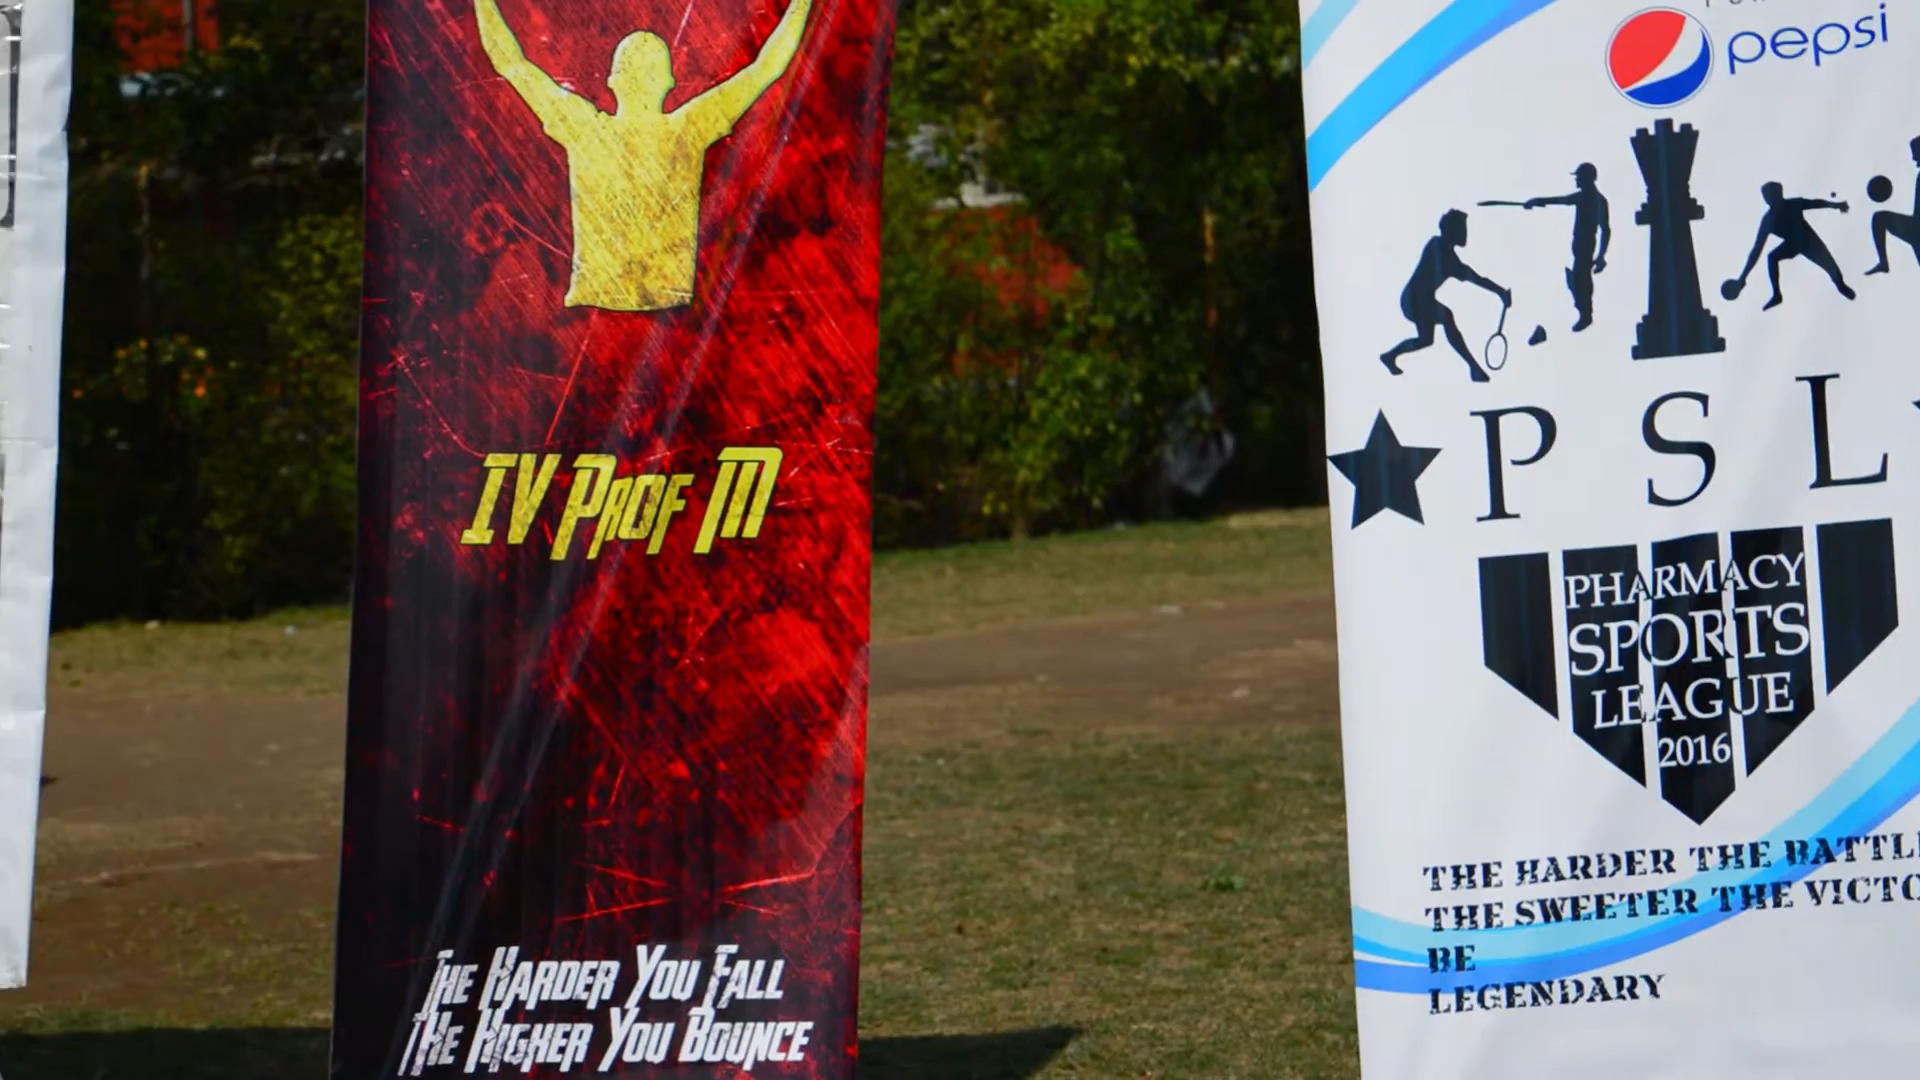 IV PROF M
THE HARDER YOU FALL
THE HIGHER YOU BOUNCE
pepsi
P S L
PHARMACY
SPORTS
LEAGUE
2016
THE HARDER THE BATTL
THE SWEETER THE VICTO
BE
LEGENDARY